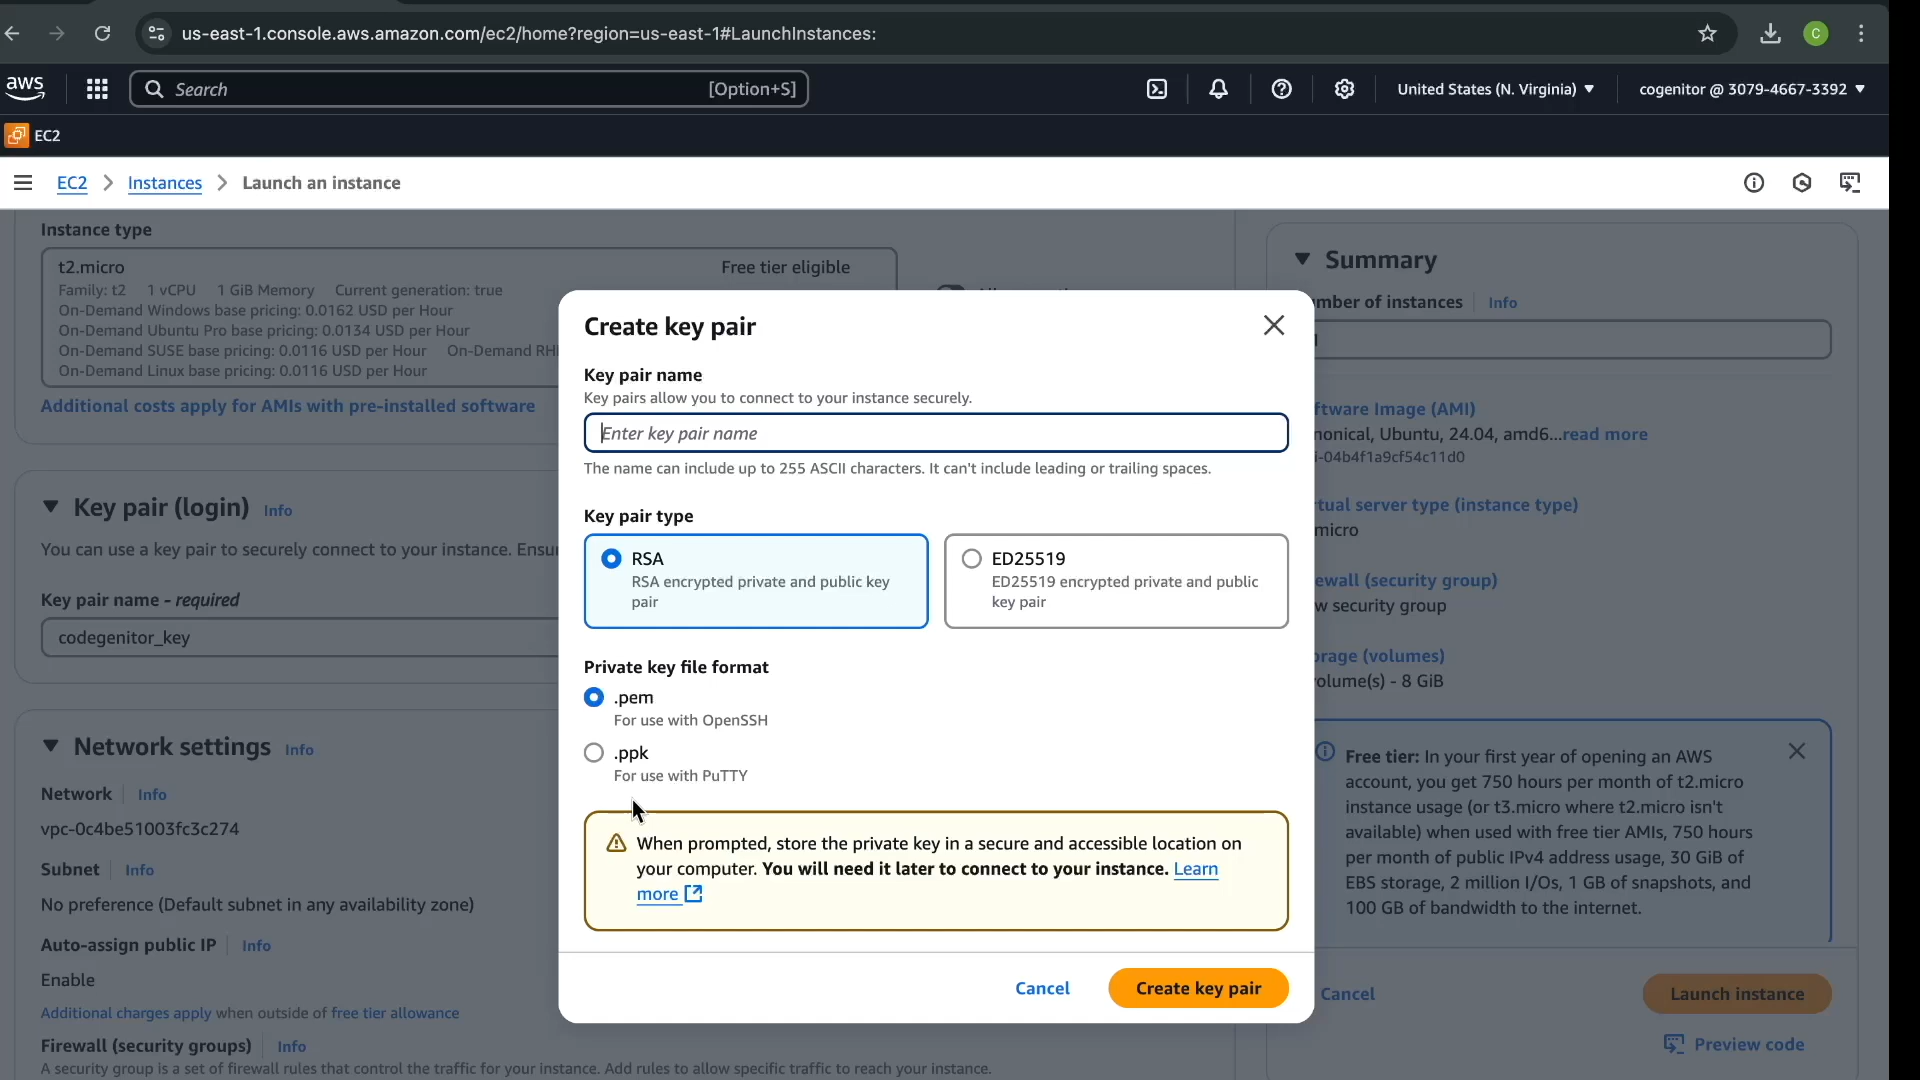 us-east-1.console.aws.amazon.com/ec2/home?region=us-east-1#LaunchInstances:
C
aws
Search
[Option+S]
United States (N. Virginia)
cogenitor @ 3079-4667-3392
EC2
EC2
Instances
Launch an instance
Instance type
t2.micro
Free tier eligible
Family: t2 1 vCPU 1 GiB Memory Current generation: true
On-Demand Windows base pricing: 0.0162 USD per Hour
On-Demand Ubuntu Pro base pricing: 0.0134 USD per Hour
On-Demand SUSE base pricing: 0.0116 USD per Hour On-Demand RH
On-Demand Linux base pricing: 0.0116 USD per Hour
Additional costs apply for AMIs with pre-installed software
Key pair (login) Info
You can use a key pair to securely connect to your instance. Ensu
Key pair name - required
codegenitor_key
Network settings Info
Network Info
vpc-0c4be51003fc3c274
Subnet Info
No preference (Default subnet in any availability zone)
Auto-assign public IP Info
Enable
Additional charges apply when outside of free tier allowance
Firewall (security groups) Info
A security group is a set of firewall rules that control the traffic for your instance. Add rules to allow specific traffic to reach your instance.
Create key pair
Key pair name
Key pairs allow you to connect to your instance securely.
Enter key pair name
The name can include up to 255 ASCII characters. It can't include leading or trailing spaces.
Key pair type
RSA
RSA encrypted private and public key
pair
ED25519
ED25519 encrypted private and public
key pair
Private key file format
.pem
For use with OpenSSH
.ppk
For use with PuTTY
When prompted, store the private key in a secure and accessible location on
your computer. You will need it later to connect to your instance. Learn
more
Cancel
Create key pair
Summary
mber of instances Info
ftware Image (AMI)
nonical, Ubuntu, 24.04, amd6...read more
i-04b4f1a9cf54c11d0
tual server type (instance type)
micro
ewall (security group)
w security group
rage (volumes)
olume(s) - 8 GiB
Free tier: In your first year of opening an AWS
account, you get 750 hours per month of t2.micro
instance usage (or t3.micro where t2.micro isn't
available) when used with free tier AMIs, 750 hours
per month of public IPv4 address usage, 30 GiB of
EBS storage, 2 million I/Os, 1 GB of snapshots, and
100 GB of bandwidth to the internet.
Cancel
Launch instance
Preview code